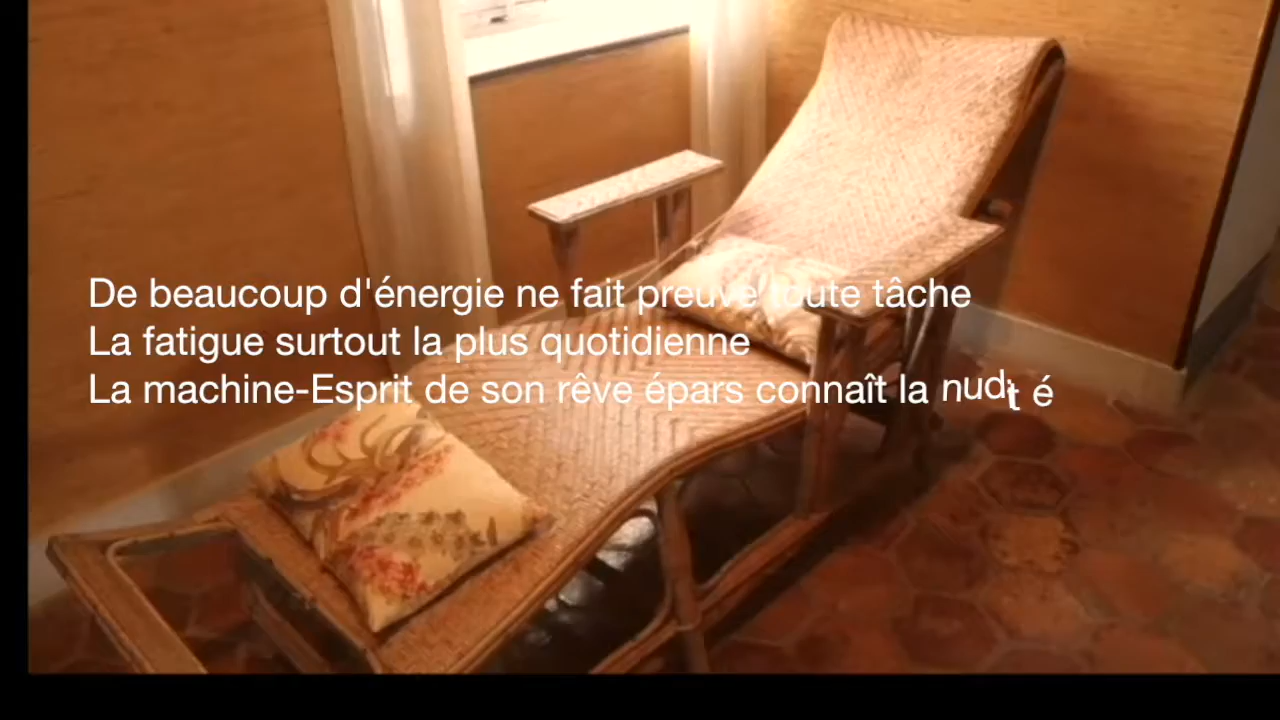 De beaucoup d'énergie ne fait preuve toute tâche
La fatigue surtout la plus quotidienne
La machine-Esprit de son rêve épars connaît la nudité